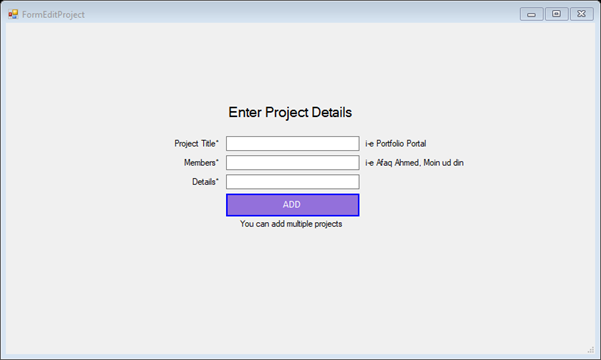 FormEditProject
Enter Project Details
Project Title* i-e Portfolio Portal
Members* i-e Afaq Ahmed, Moin ud din
Details*
ADD
You can add multiple projects